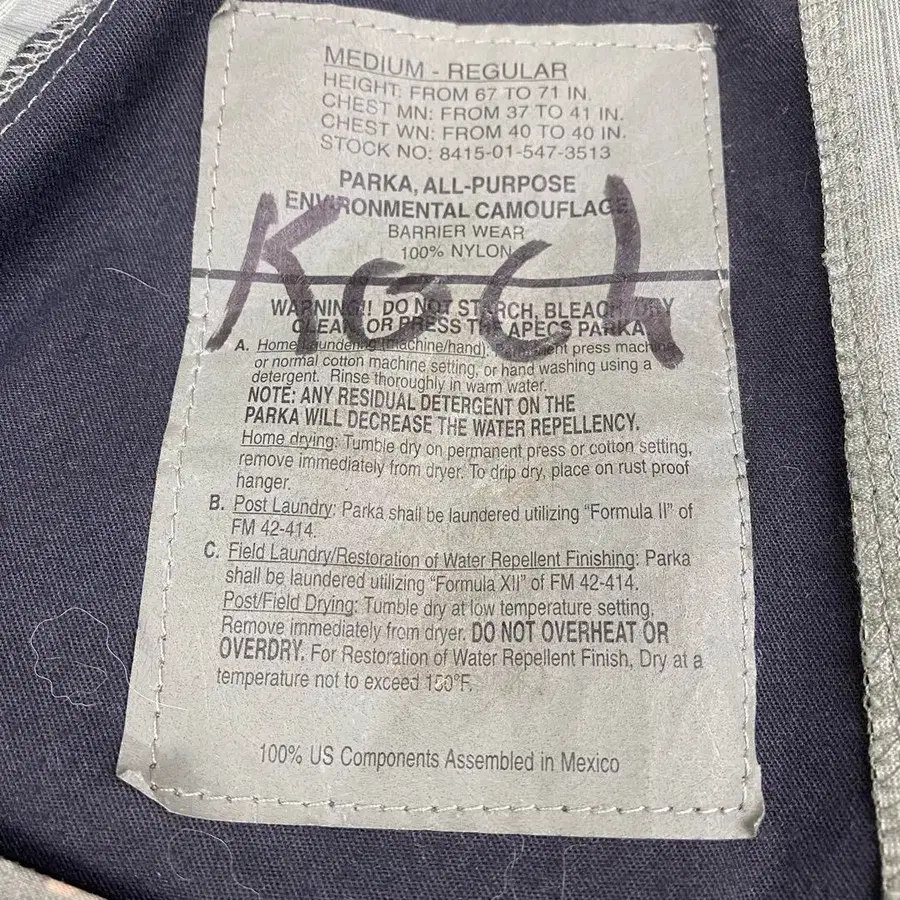 MEDIUM - REGULAR
HEIGHT: FROM 67 TO 71 IN.
CHEST MN: FROM 37 TO 41 IN.
CHEST WN: FROM 40 TO 40 IN.
STOCK NO: 8415-01-547-3513
PARKA, ALL-PURPOSE
ENVIRONMENTAL CAMOUFLAGE
BARRIER WEAR
100% NYLON
WARNING!! DO NOT STARCH, BLEACH, DRY
CLEAN OR PRESS THE APECS PARKA
A. Home laundering (machine/hand): Permanent press machine
or normal cotton machine setting, or hand washing using a
detergent. Rinse thoroughly in warm water.
NOTE: ANY RESIDUAL DETERGENT ON THE
PARKA WILL DECREASE THE WATER REPELLENCY.
Home drying: Tumble dry on permanent press or cotton setting,
remove immediately from dryer. To drip dry, place on rust proof
hanger.
B. Post Laundry: Parka shall be laundered utilizing "Formula II" of
FM 42-414.
C. Field Laundry/Restoration of Water Repellent Finishing: Parka
shall be laundered utilizing "Formula XII" of FM 42-414.
Post/Field Drying: Tumble dry at low temperature setting,
Remove immediately from dryer. DO NOT OVERHEAT OR
OVERDRY. For Restoration of Water Repellent Finish, Dry at a
temperature not to exceed 150°F.
100% US Components Assembled in Mexico